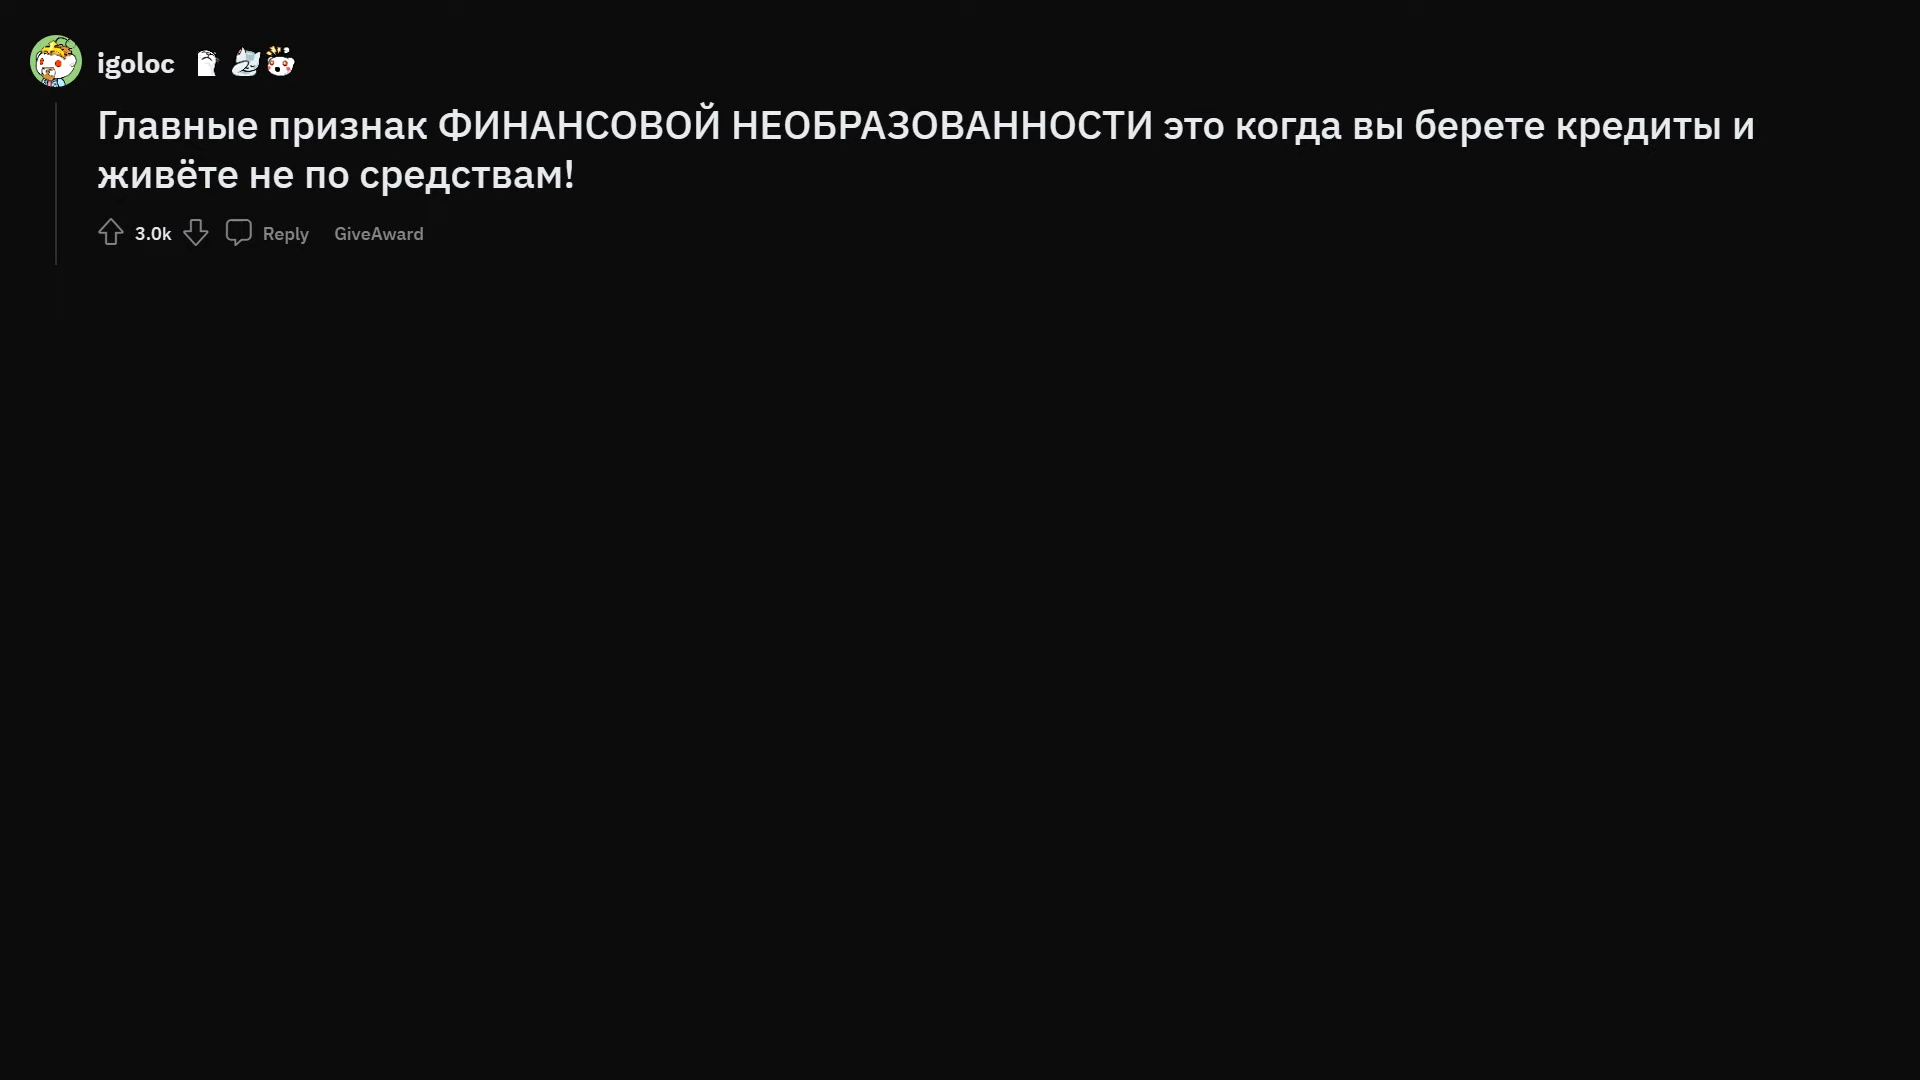 igoloc
Главные признак ФИНАНСОВОЙ НЕОБРАЗОВАННОСТИ это когда вы берете кредиты и
живёте не по средствам!
3.0k Reply GiveAward